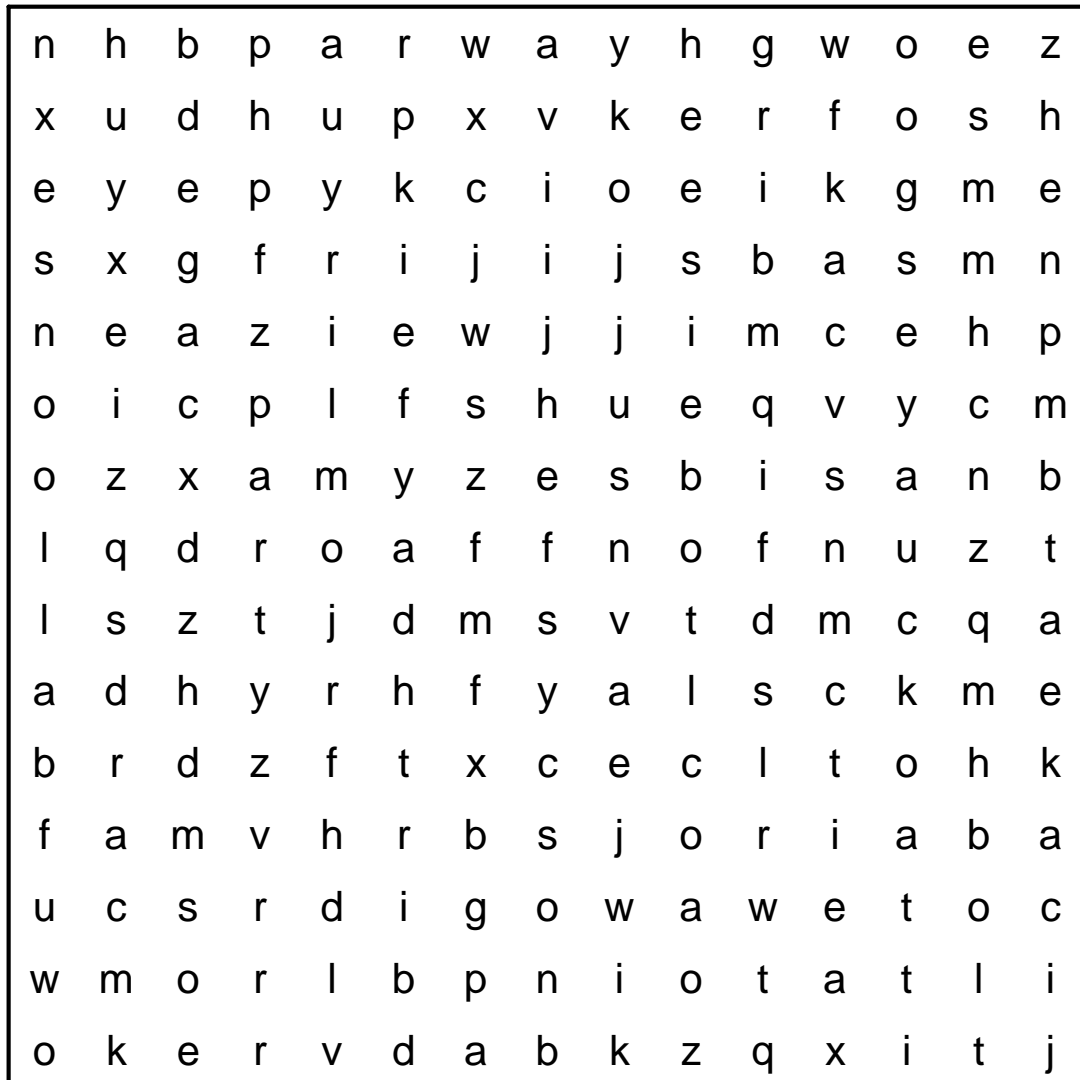 n h b p a r w a y h g w o e z
x u d h u p x v k e r f o s h
e y e p y k c i o e i k g m e
s x g f r i j i j s b a s m n
n e a z i e w j j i m c e h p
o i c p l f s h u e q v y c m
o z x a m y z e s b i s a n b
l q d r o a f f n o f n u z t
l s z t j d m s v t d m c q a
a d h y r h f y a l s c k m e
b r d z f t x c e c l t o h k
f a m v h r b s j o r i a b a
u c s r d i g o w a w e t o c
w m o r l b p n i o t a t l i
o k e r v d a b k z q x i t j